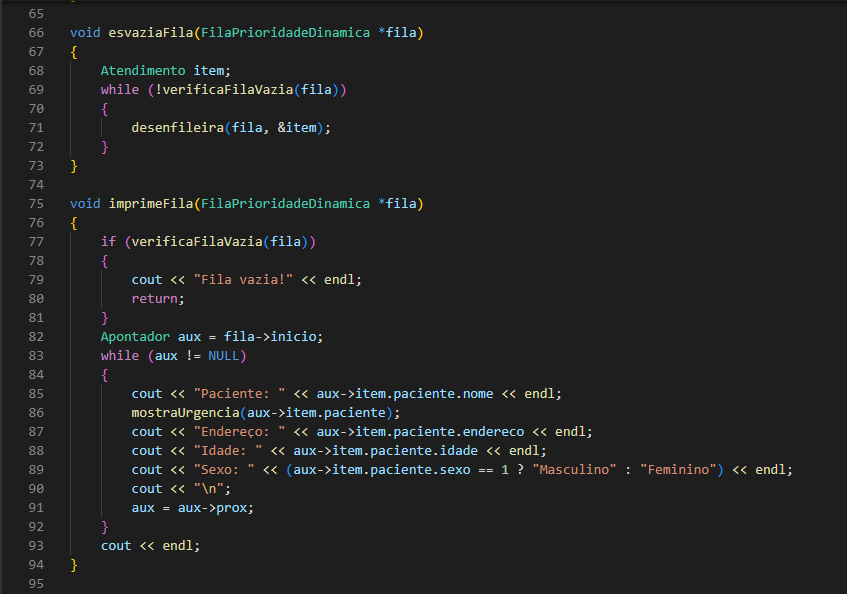 65
66 void esvaziaFila(FilaPrioridadeDinamica *fila)
67 {
68     Atendimento item;
69     while (!verificaFilaVazia(fila))
70     {
71         desenfileira(fila, &item);
72     }
73 }
74
75 void imprimeFila(FilaPrioridadeDinamica *fila)
76 {
77     if (verificaFilaVazia(fila))
78     {
79         cout << "Fila vazia!" << endl;
80         return;
81     }
82     Apontador aux = fila->inicio;
83     while (aux != NULL)
84     {
85         cout << "Paciente: " << aux->item.paciente.nome << endl;
86         mostraUrgencia(aux->item.paciente);
87         cout << "Endereço: " << aux->item.paciente.endereco << endl;
88         cout << "Idade: " << aux->item.paciente.idade << endl;
89         cout << "Sexo: " << (aux->item.paciente.sexo == 1 ? "Masculino" : "Feminino") << endl;
90         cout << "\n";
91         aux = aux->prox;
92     }
93     cout << endl;
94 }
95